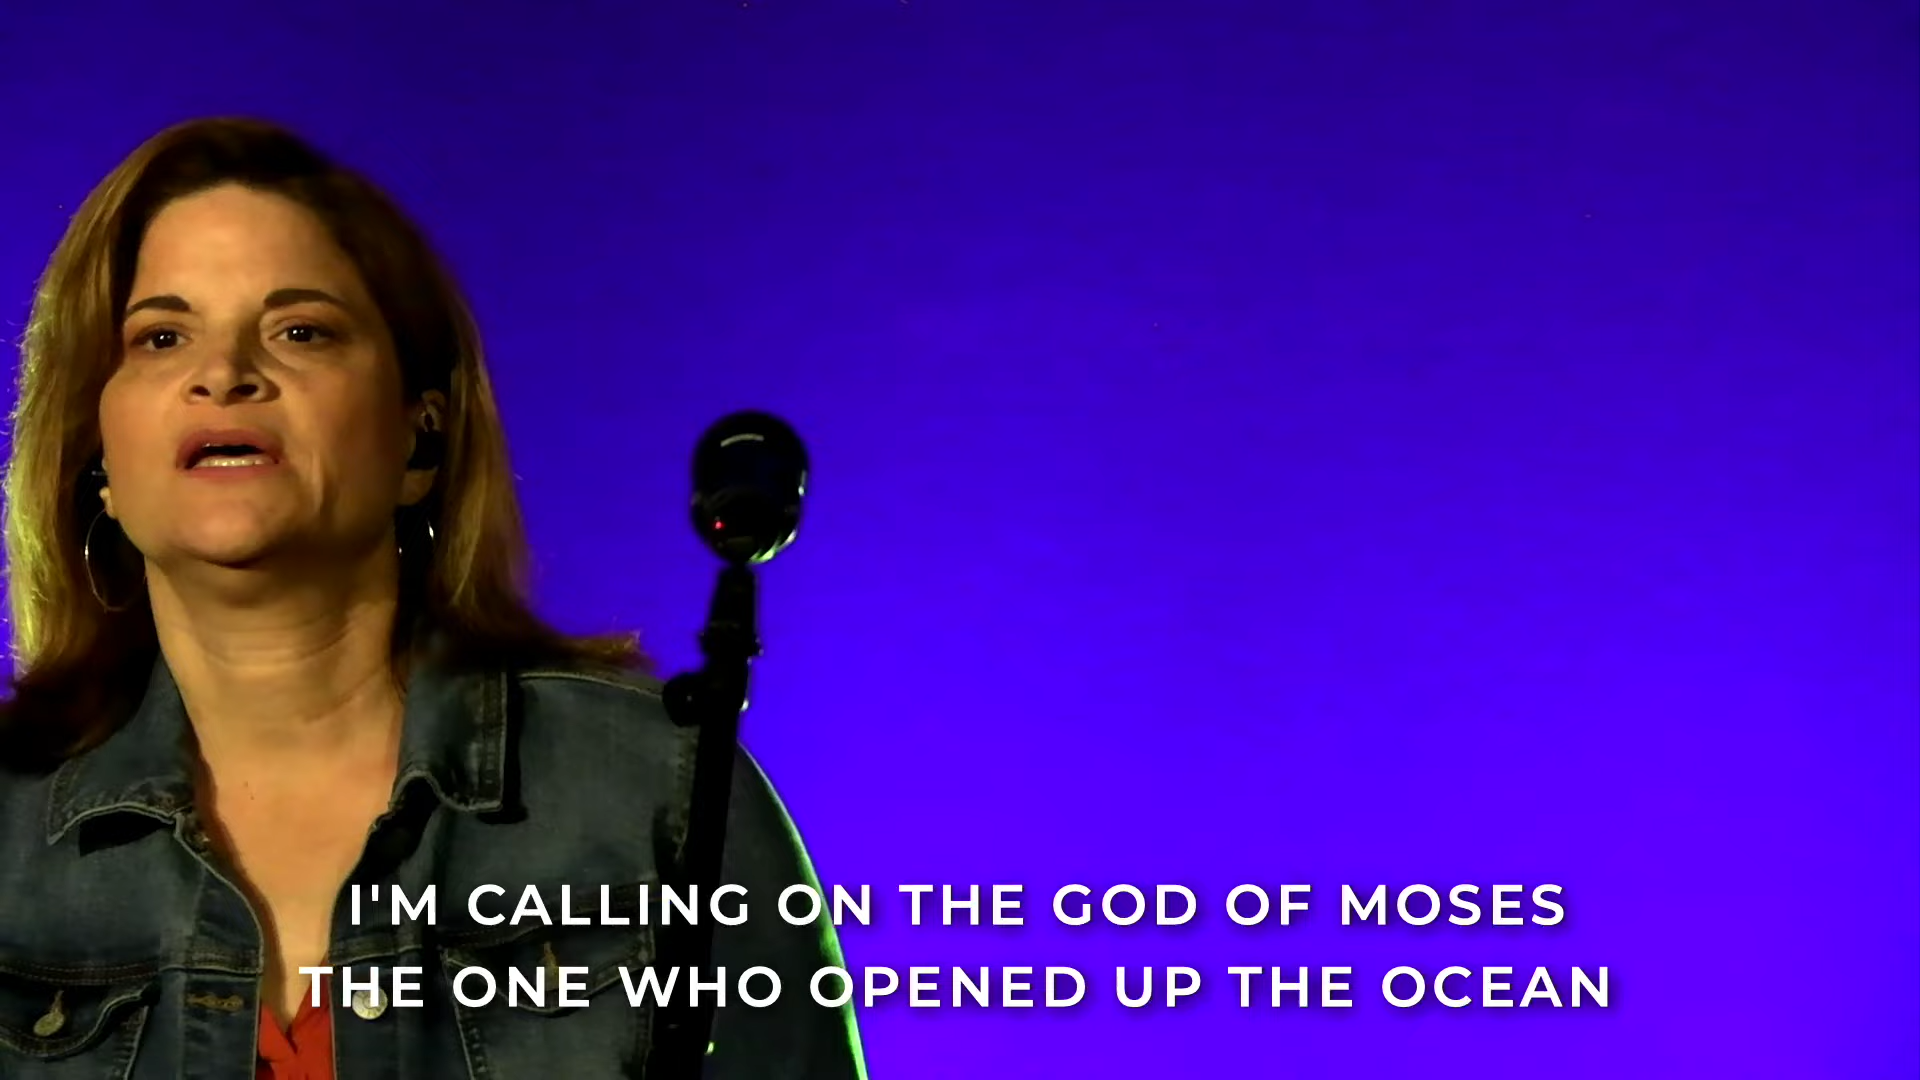 I'M CALLING ON THE GOD OF MOSES
THE ONE WHO OPENED UP THE OCEAN